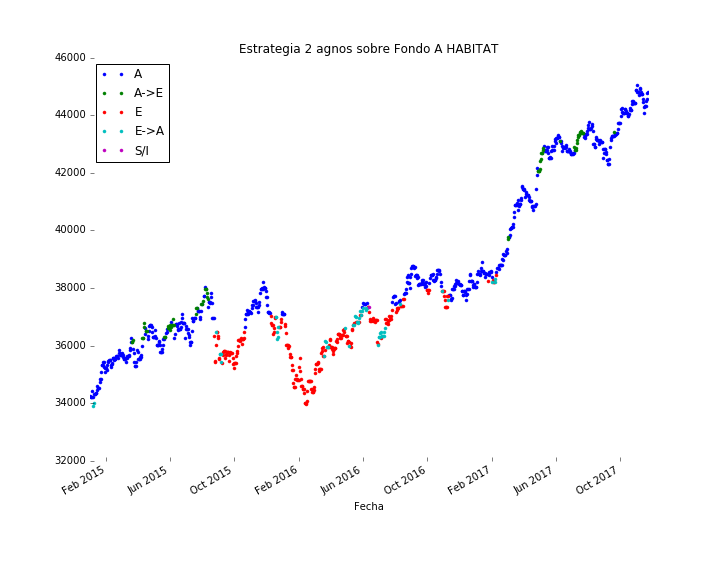 Estrategia 2 agnos sobre Fondo A HABITAT
46000
44000
42000
40000
38000
36000
34000
32000
A
A->E
E
E->A
S/I
Feb 2015
Jun 2015
Oct 2015
Feb 2016
Jun 2016
Oct 2016
Feb 2017
Jun 2017
Oct 2017
Fecha